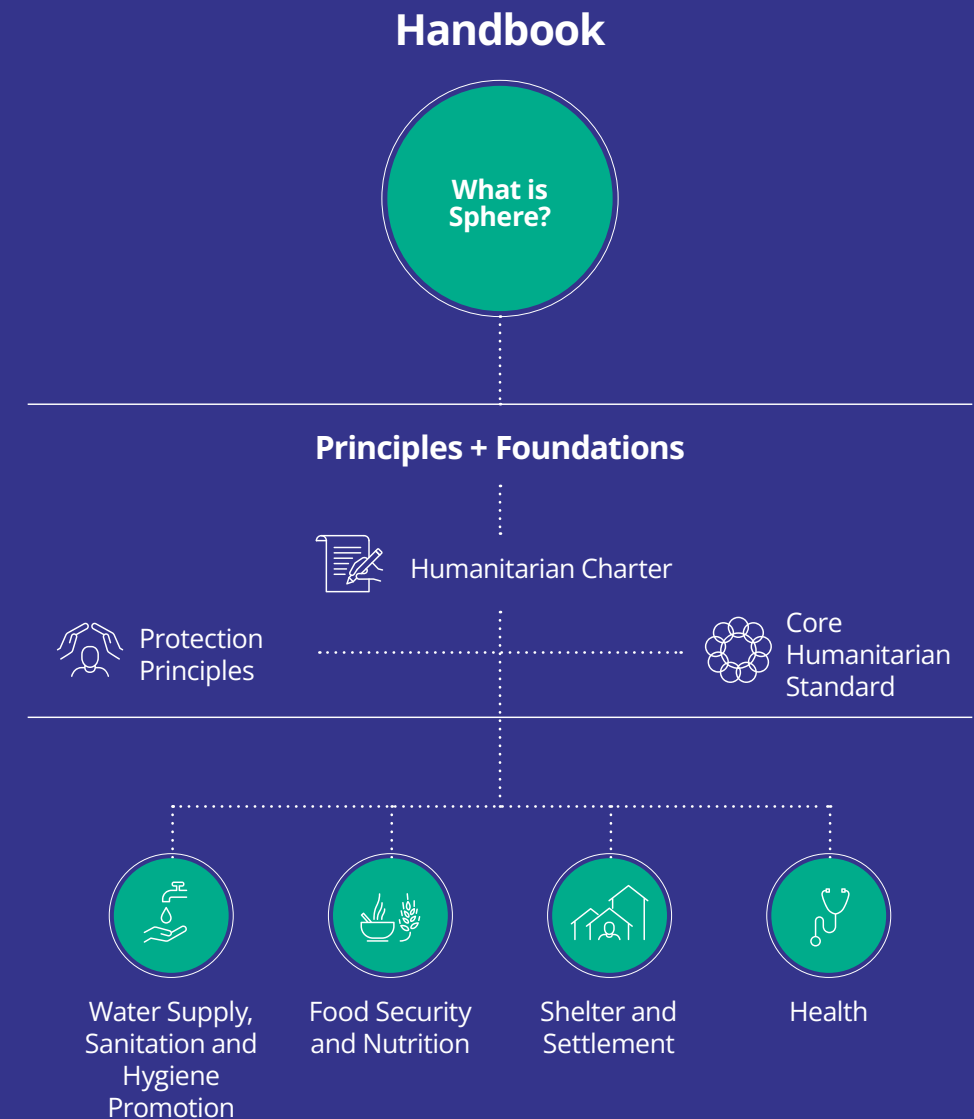 Handbook
What is
Sphere?
Principles + Foundations
Humanitarian Charter
Protection
Principles
Core
Humanitarian
Standard
Water Supply,
Sanitation and
Hygiene
Promotion
Food Security
and Nutrition
Shelter and
Settlement
Health